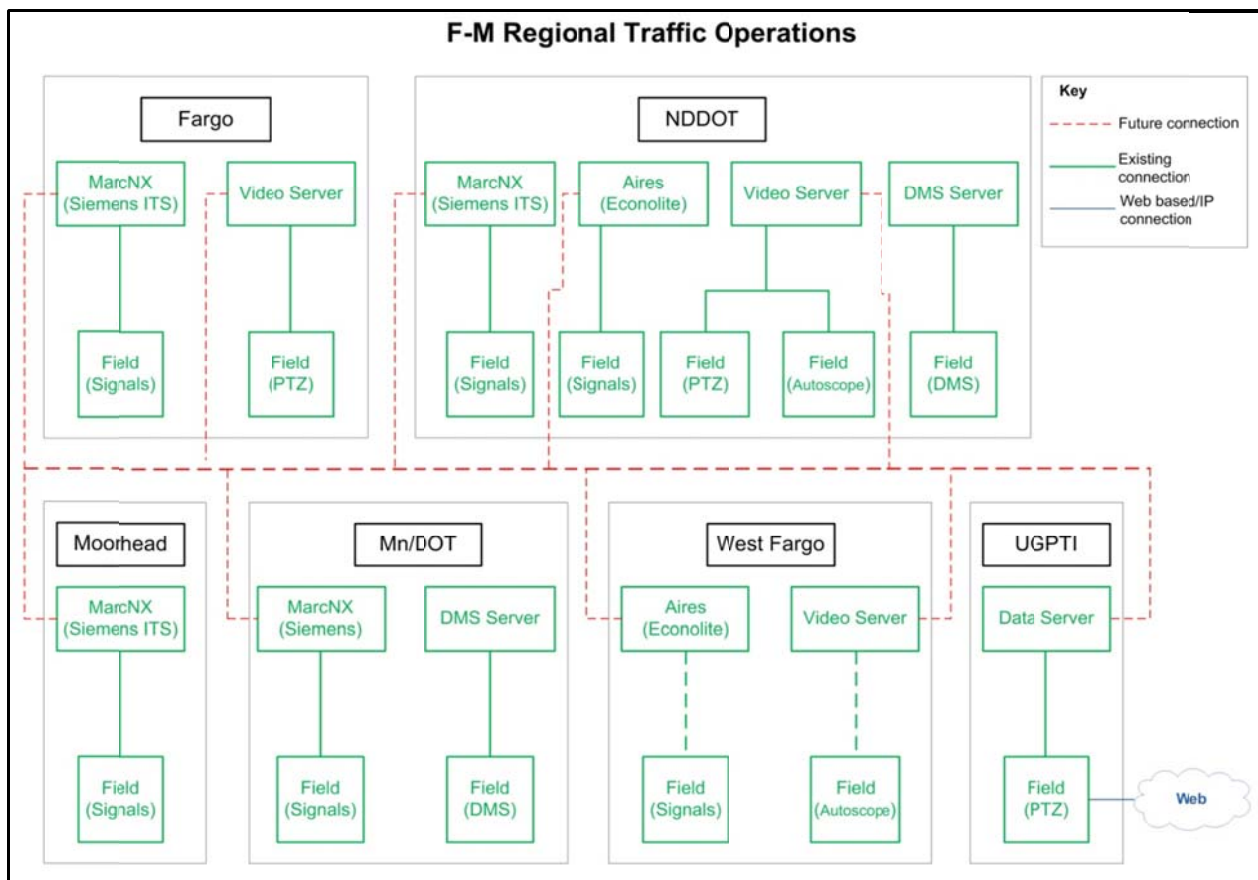 F-M Regional Traffic Operations
Fargo
MarcNX
(Siemens ITS)
Video Server
Field
(Signals)
Field
(PTZ)
NDDOT
MarcNX
(Siemens ITS)
Aires
(Econolite)
Video Server
DMS Server
Field
(Signals)
Field
(Signals)
Field
(PTZ)
Field
(Autoscope)
Field
(DMS)
Key
Future connection
Existing
connection
Web based/IP
connection
Moorhead
MarcNX
(Siemens ITS)
Field
(Signals)
Mn/DOT
MarcNX
(Siemens)
DMS Server
Field
(Signals)
Field
(DMS)
West Fargo
Aires
(Econolite)
Video Server
Field
(Signals)
Field
(Autoscope)
UGPTI
Data Server
Field
(PTZ)
Web